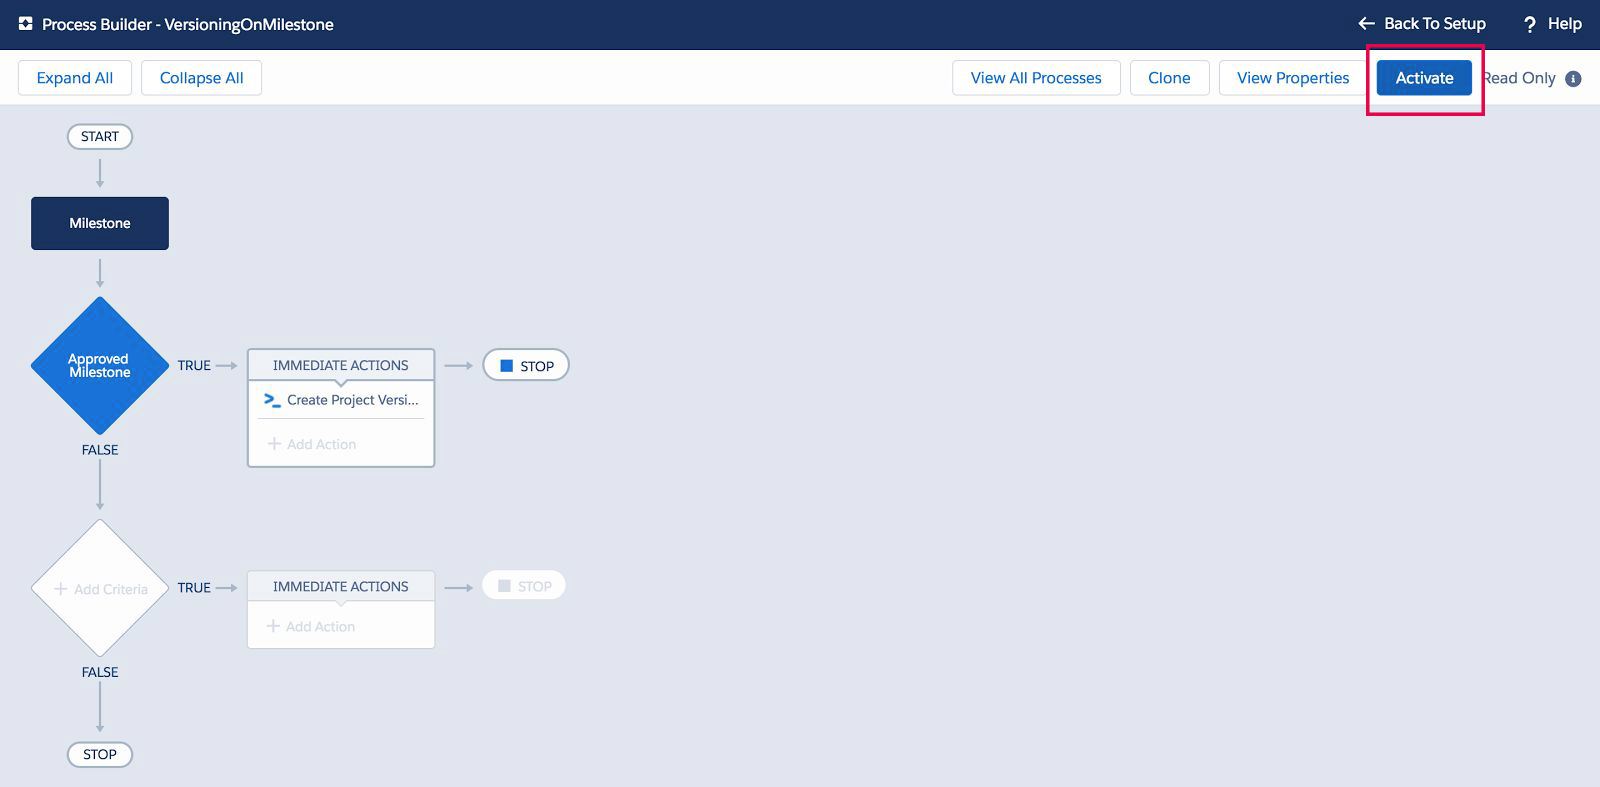 Process Builder - VersioningOnMilestone
Back To Setup
? Help
Expand All
Collapse All
View All Processes
Clone
View Properties
Activate
Read Only
START
Milestone
Approved
Milestone
TRUE
IMMEDIATE ACTIONS
STOP
Create Project Versi...
+ Add Action
FALSE
+ Add Criteria
TRUE
IMMEDIATE ACTIONS
STOP
+ Add Action
FALSE
STOP